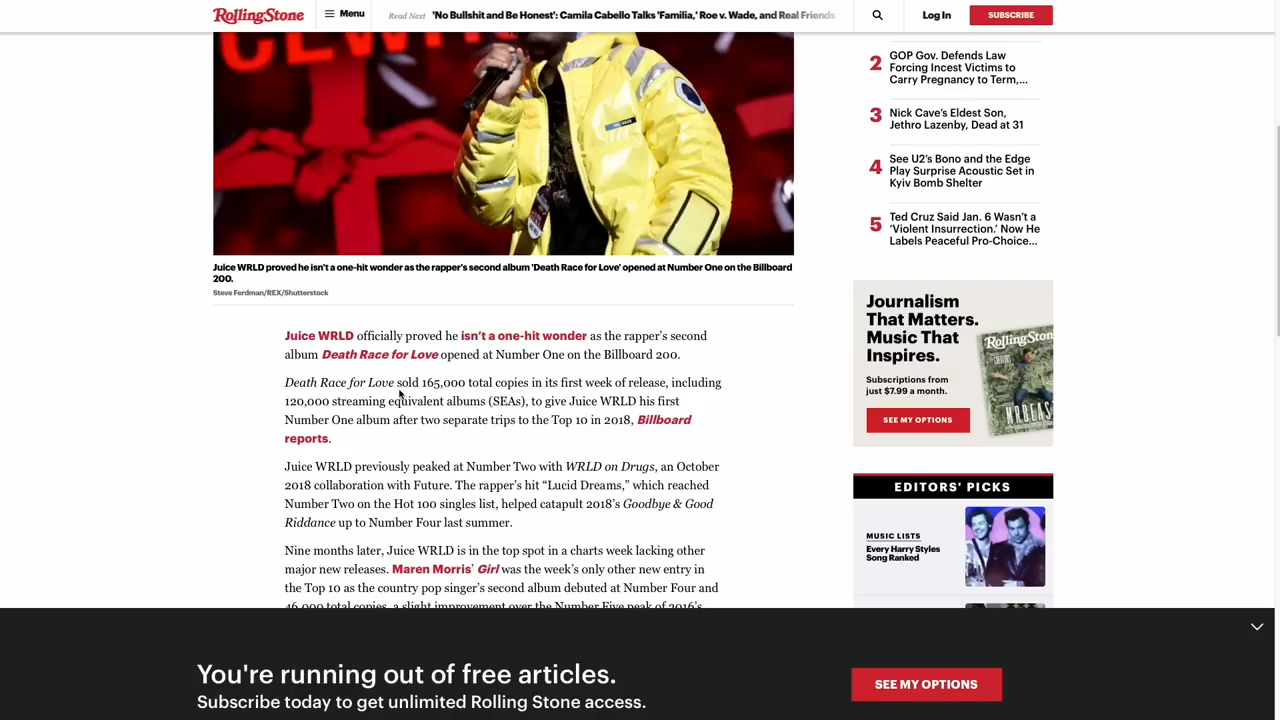 RollingStone
Menu
Read Next
'No Bullshit and Be Honest': Camila Cabello Talks 'Familia,' Roe v. Wade, and Real Friends
Log In
SUBSCRIBE
Juice WRLD proved he isn't a one-hit wonder as the rapper's second album 'Death Race for Love' opened at Number One on the Billboard
200.
Steve Ferdman/REX/Shutterstock
Juice WRLD officially proved he isn't a one-hit wonder as the rapper's second
album Death Race for Love opened at Number One on the Billboard 200.
Death Race for Love sold 165,000 total copies in its first week of release, including
120,000 streaming equivalent albums (SEAs), to give Juice WRLD his first
Number One album after two separate trips to the Top 10 in 2018, Billboard
reports.
Juice WRLD previously peaked at Number Two with WRLD on Drugs, an October
2018 collaboration with Future. The rapper's hit “Lucid Dreams,” which reached
Number Two on the Hot 100 singles list, helped catapult 2018's Goodbye & Good
Riddance up to Number Four last summer.
Nine months later, Juice WRLD is in the top spot in a charts week lacking other
major new releases. Maren Morris' Girl was the week's only other new entry in
the Top 10 as the country pop singer's second album debuted at Number Four and
46,000 total copies, a slight improvement over the Number Five peak of 2016's
2
GOP Gov. Defends Law
Forcing Incest Victims to
Carry Pregnancy to Term,...
3
Nick Cave's Eldest Son,
Jethro Lazenby, Dead at 31
4
See U2's Bono and the Edge
Play Surprise Acoustic Set in
Kyiv Bomb Shelter
5
Ted Cruz Said Jan. 6 Wasn't a
'Violent Insurrection.' Now He
Labels Peaceful Pro-Choice...
Journalism
That Matters.
Music That
Inspires.
Subscriptions from
just $7.99 a month.
SEE MY OPTIONS
RollingStone
EDITORS' PICKS
MUSIC LISTS
Every Harry Styles
Song Ranked
You're running out of free articles.
Subscribe today to get unlimited Rolling Stone access.
SEE MY OPTIONS